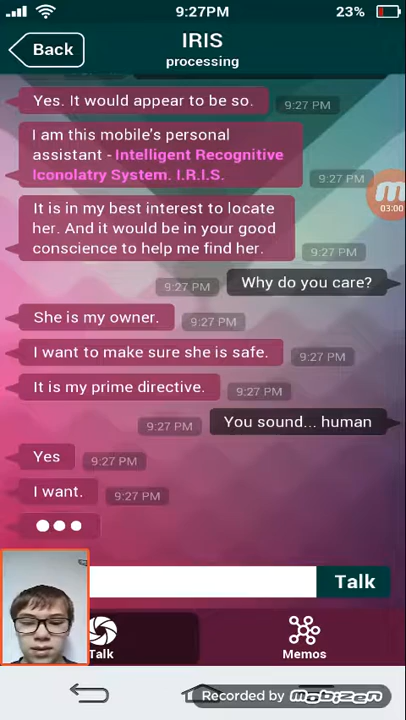 9:27PM
23%
Back
IRIS
processing
Yes. It would appear to be so.
9:27 PM
I am this mobile's personal
assistant - Intelligent Recognitive
Iconolatry System. I.R.I.S.
9:27 PM
03:00
It is in my best interest to locate
her. And it would be in your good
conscience to help me find her.
9:27 PM
9:27 PM
Why do you care?
She is my owner.
9:27 PM
I want to make sure she is safe.
9:27 PM
It is my prime directive.
9:27 PM
9:27 PM
You sound... human
Yes
9:27 PM
I want.
9:27 PM
Talk
Talk
Memos
Recorded by mobizen